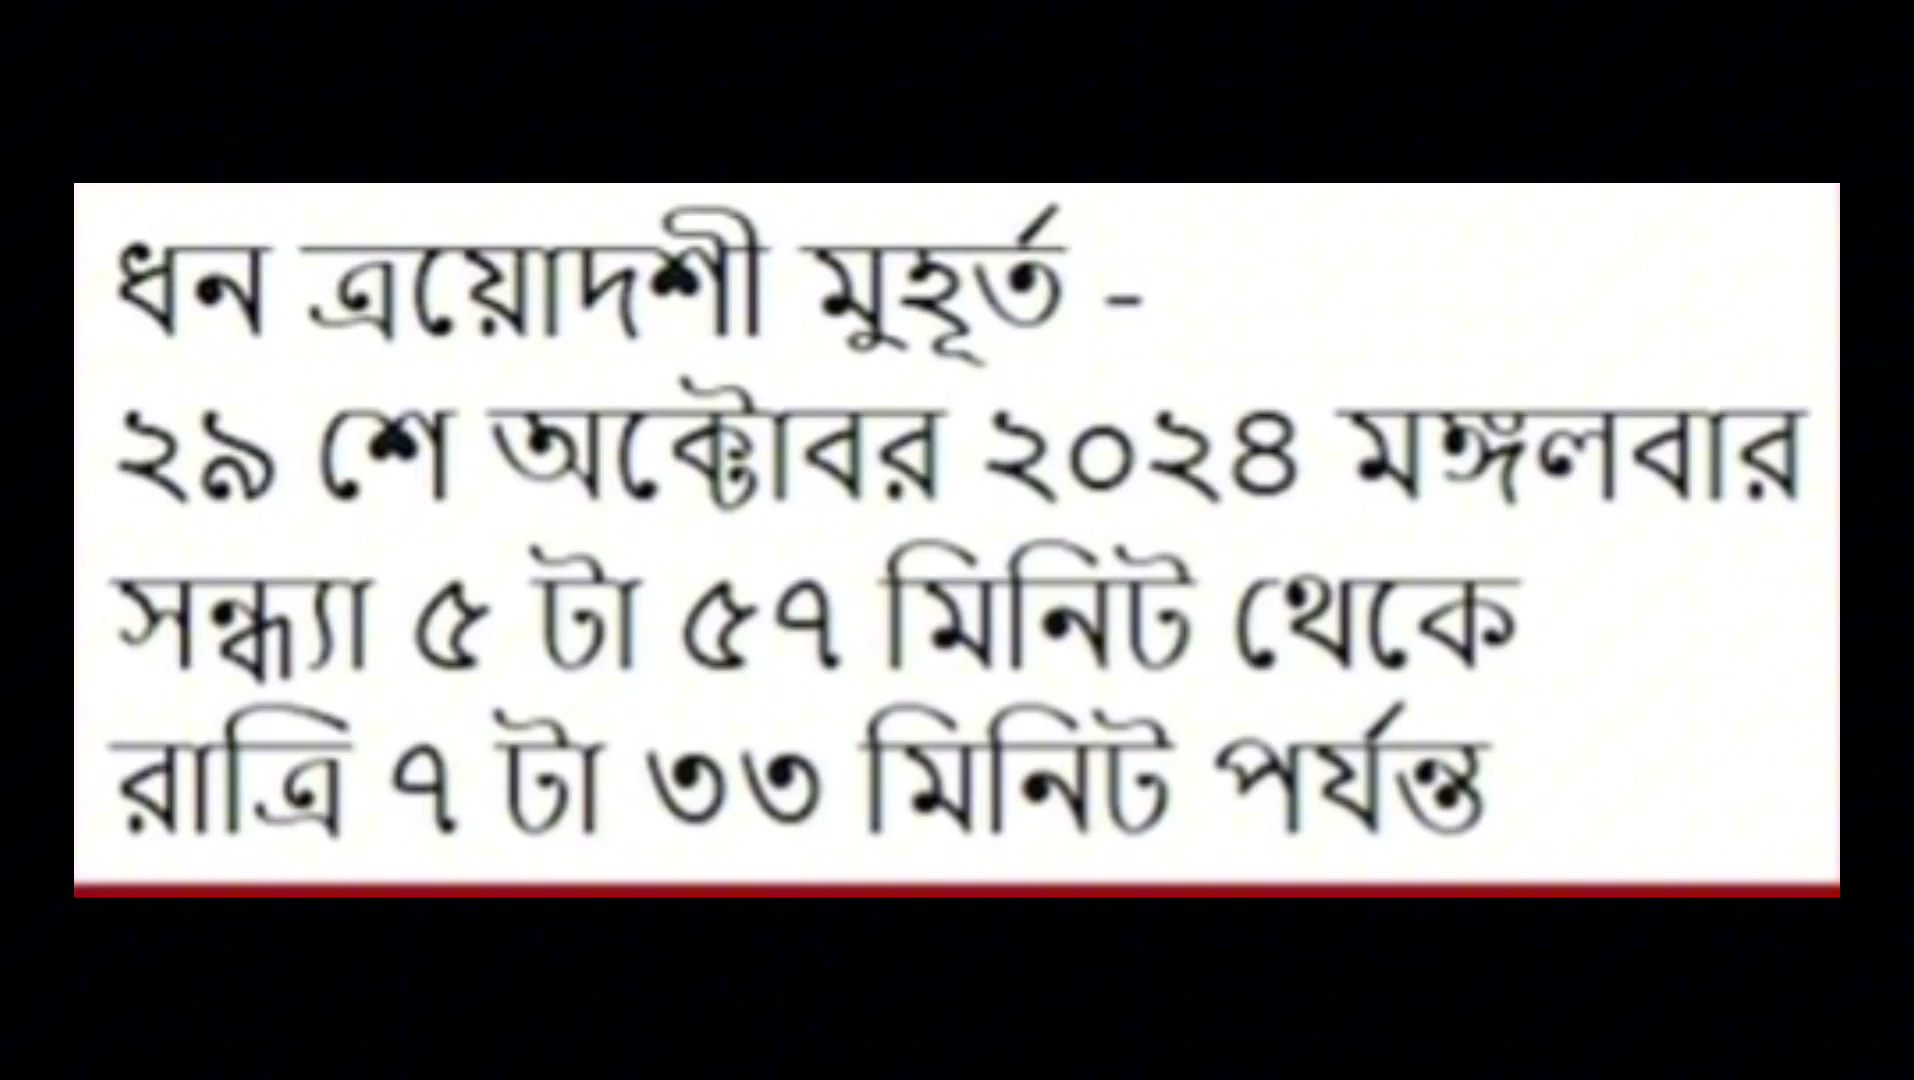 ধন ত্রয়োদশী মুহূর্ত -
২৯ শে অক্টোবর ২০২৪ মঙ্গলবার
সন্ধ্যা ৫ টা ৫৭ মিনিট থেকে
রাত্রি ৭ টা ৩৩ মিনিট পর্যন্ত